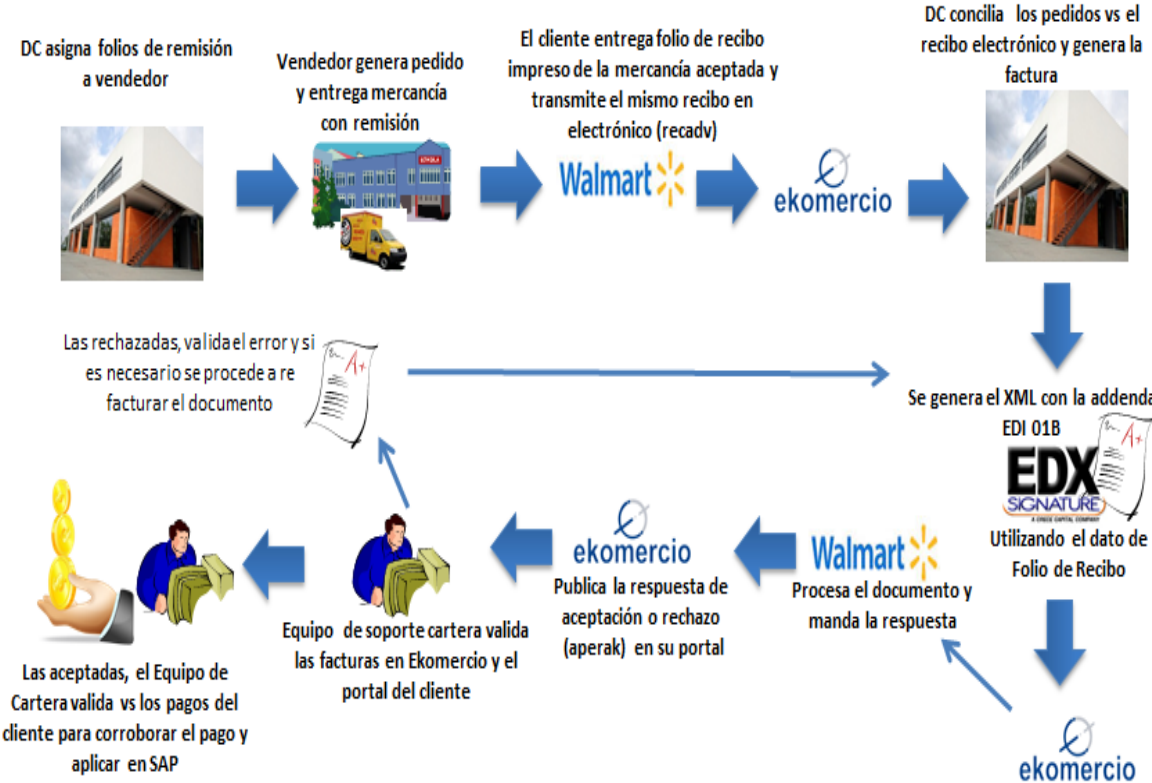 DC asigna folios de remisión
a vendedor
Vendedor genera pedido
y entrega mercancía
con remisión
El cliente entrega folio de recibo
impreso de la mercancía aceptada y
transmite el mismo recibo en
electrónico (recadv)
Walmart
ekomercio
DC concilia los pedidos vs el
recibo electrónico y genera la
factura
Se genera el XML con la addenda
EDI 01B
A+
EDX
SIGNATURE
Utilizando el dato de
Folio de Recibo
ekomercio
Walmart
Procesa el documento y
manda la respuesta
ekomercio
Publica la respuesta de
aceptación o rechazo
(aperak) en su portal
Equipo de soporte cartera valida
las facturas en Ekomercio y el
portal del cliente
Las rechazadas, valida el error y si
es necesario se procede a re
facturar el documento
A+
Las aceptadas, el Equipo de
Cartera valida vs los pagos del
cliente para corroborar el pago y
aplicar en SAP